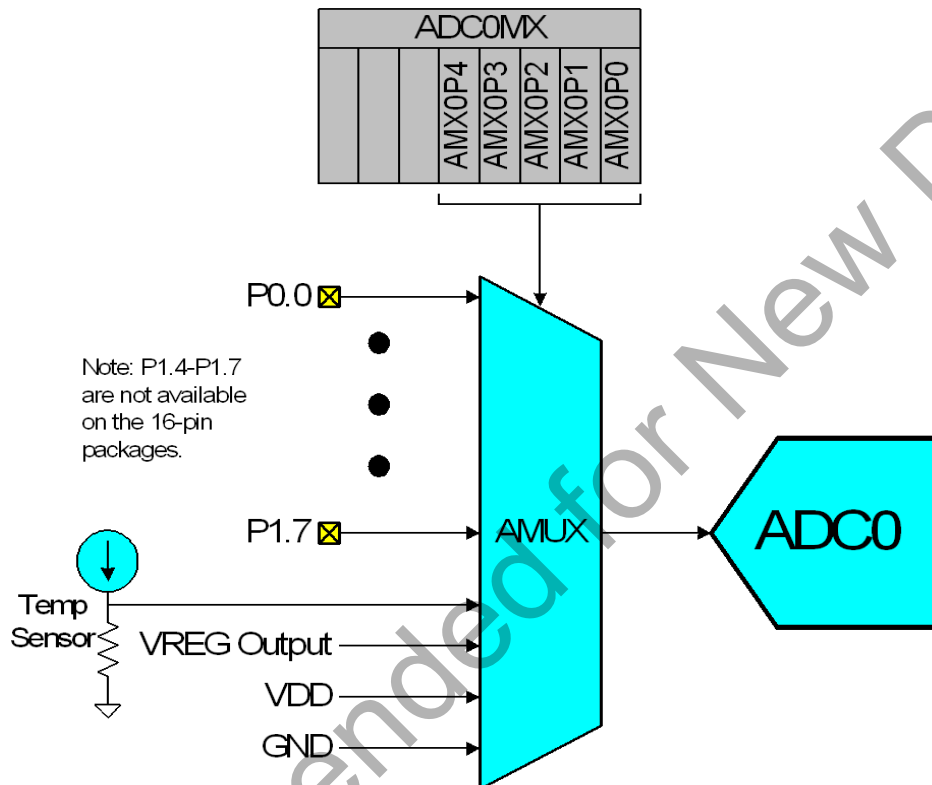 ADC0MX
AMX0P4
AMX0P3
AMX0P2
AMX0P1
AMX0P0
P0.0
Note: P1.4-P1.7
are not available
on the 16-pin
packages.
P1.7
AMUX
ADC0
Temp
Sensor
VREG Output
VDD
GND
ended for New D